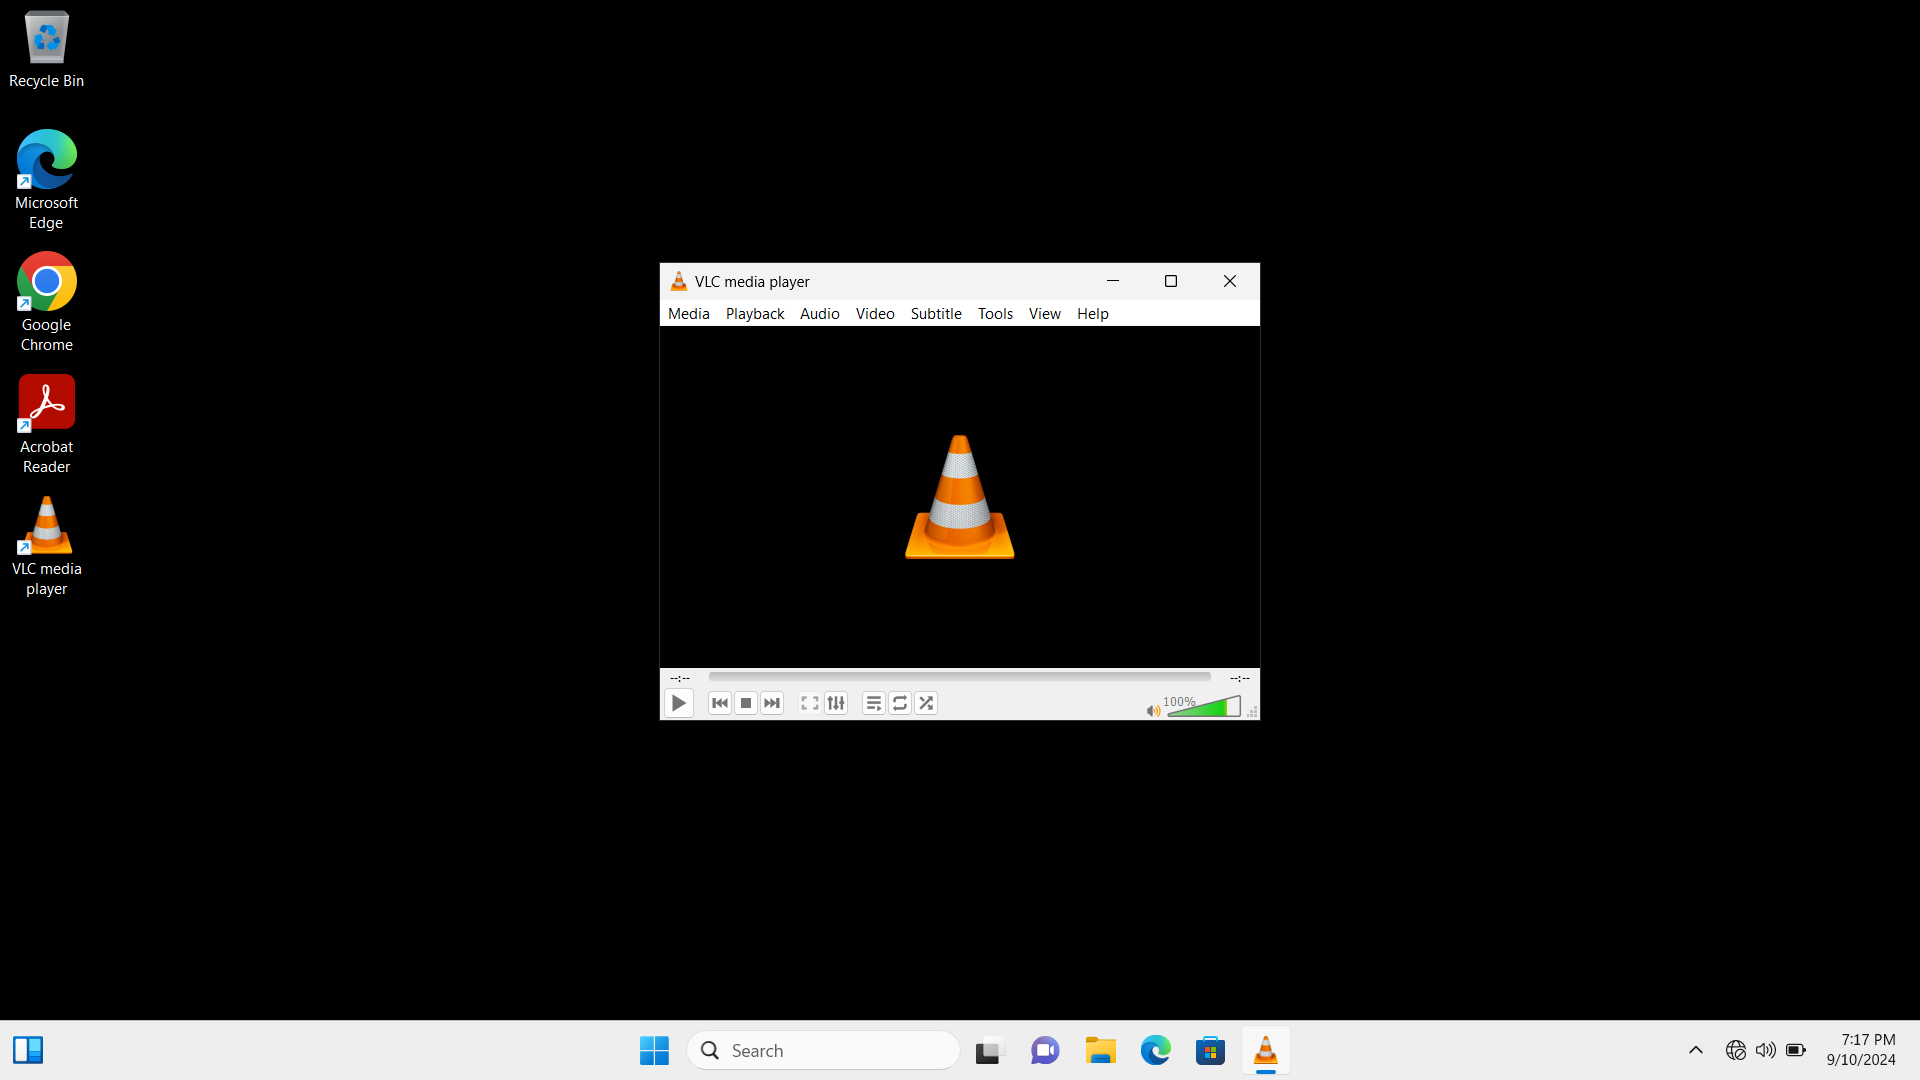 Recycle Bin
Microsoft
Edge
Google
Chrome
Acrobat
Reader
VLC media
player
VLC media player
Media Playback Audio Video Subtitle Tools View Help
--:-- --:--
100%
Search
7:17 PM
9/10/2024